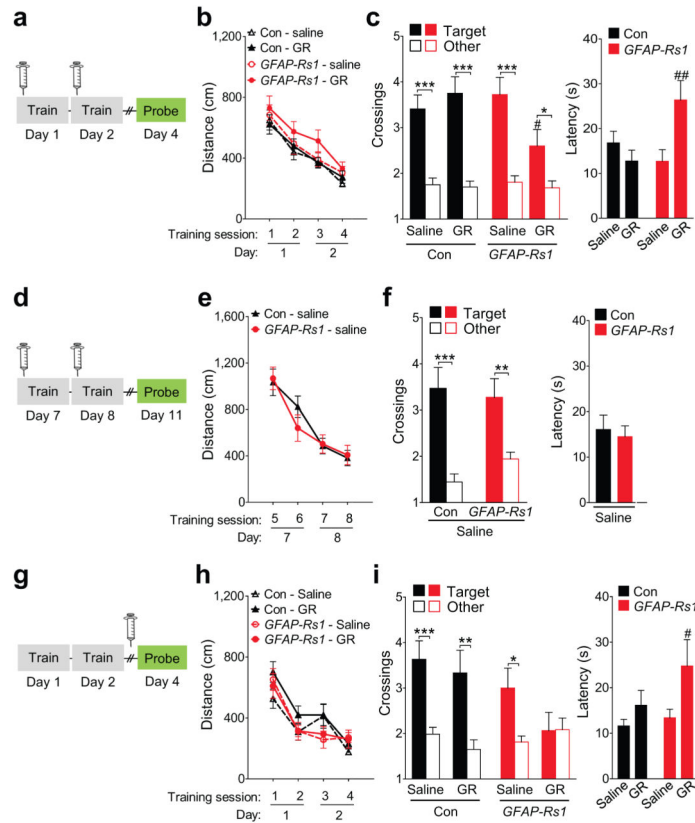 a
Train
Train
Probe
Day 1
Day 2
Day 4
b
Con - saline
Con - GR
GFAP-Rs1 - saline
GFAP-Rs1 - GR
Distance (cm)
1,200
800
400
0
Training session:
1 2 3 4
Day:
1 2
c
Target
Other
Crossings
5
4
3
2
1
***
***
***
#
*
Saline GR Saline GR
Con GFAP-Rs1
Con
GFAP-Rs1
Latency (s)
40
30
20
10
0
##
Saline GR Saline GR
d
Train
Train
Probe
Day 7
Day 8
Day 11
e
Con - saline
GFAP-Rs1 - saline
Distance (cm)
1,600
1,200
800
400
0
Training session:
5 6 7 8
Day:
7 8
f
Target
Other
Crossings
5
4
3
2
1
***
**
Con GFAP-Rs1
Saline
Con
GFAP-Rs1
Latency (s)
40
30
20
10
0
Saline
g
Train
Train
Probe
Day 1
Day 2
Day 4
h
Con - Saline
Con - GR
GFAP-Rs1 - Saline
GFAP-Rs1 - GR
Distance (cm)
1,200
800
400
0
Training session:
1 2 3 4
Day:
1 2
i
Target
Other
Crossings
5
4
3
2
1
***
**
*
Saline GR Saline GR
Con GFAP-Rs1
Con
GFAP-Rs1
Latency (s)
40
30
20
10
0
#
Saline GR Saline GR